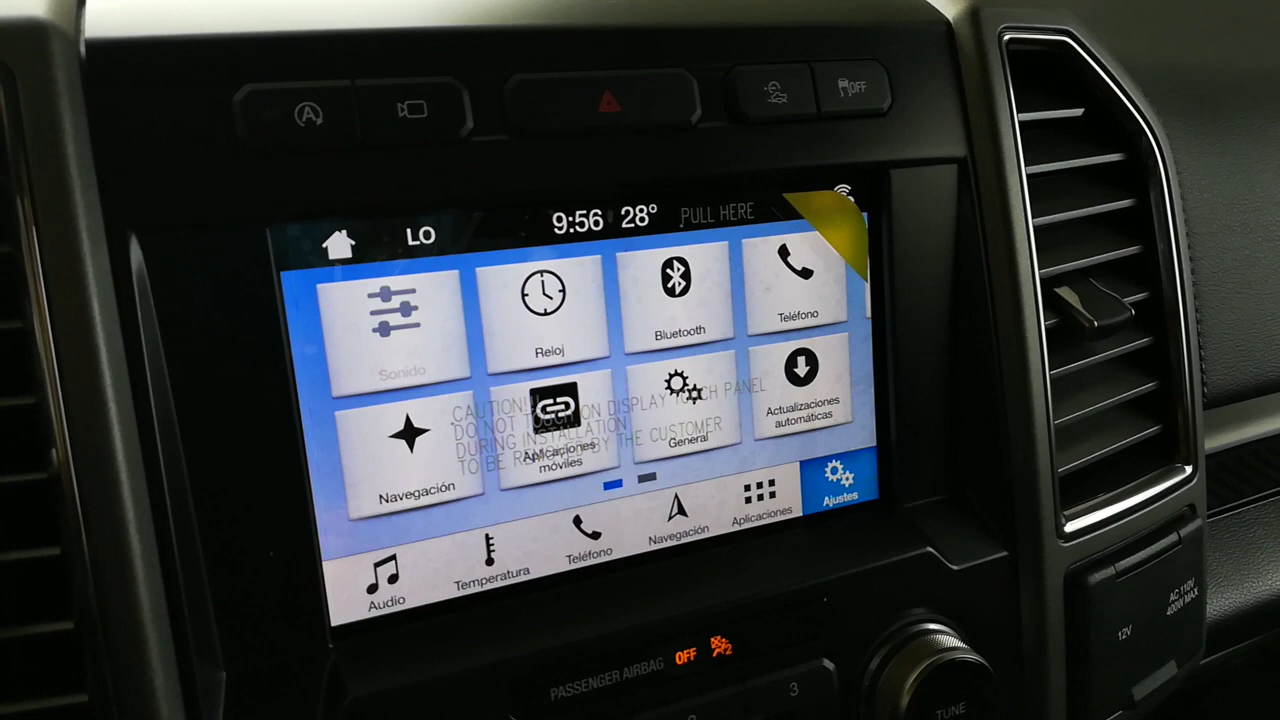 A
OFF
LO
9:56
28°
PULL HERE
Sonido
Reloj
Bluetooth
Teléfono
CAUTION!!
DO NOT TOUCH ON DISPLAY TOUCH PANEL
DURING INSTALLATION
TO BE REMOVED BY THE CUSTOMER
Navegación
Aplicaciones
móviles
General
Actualizaciones
automáticas
Audio
Temperatura
Teléfono
Navegación
Aplicaciones
Ajustes
PASSENGER AIRBAG
OFF
2
3
TUNE
12V
AC 110V
400W MAX